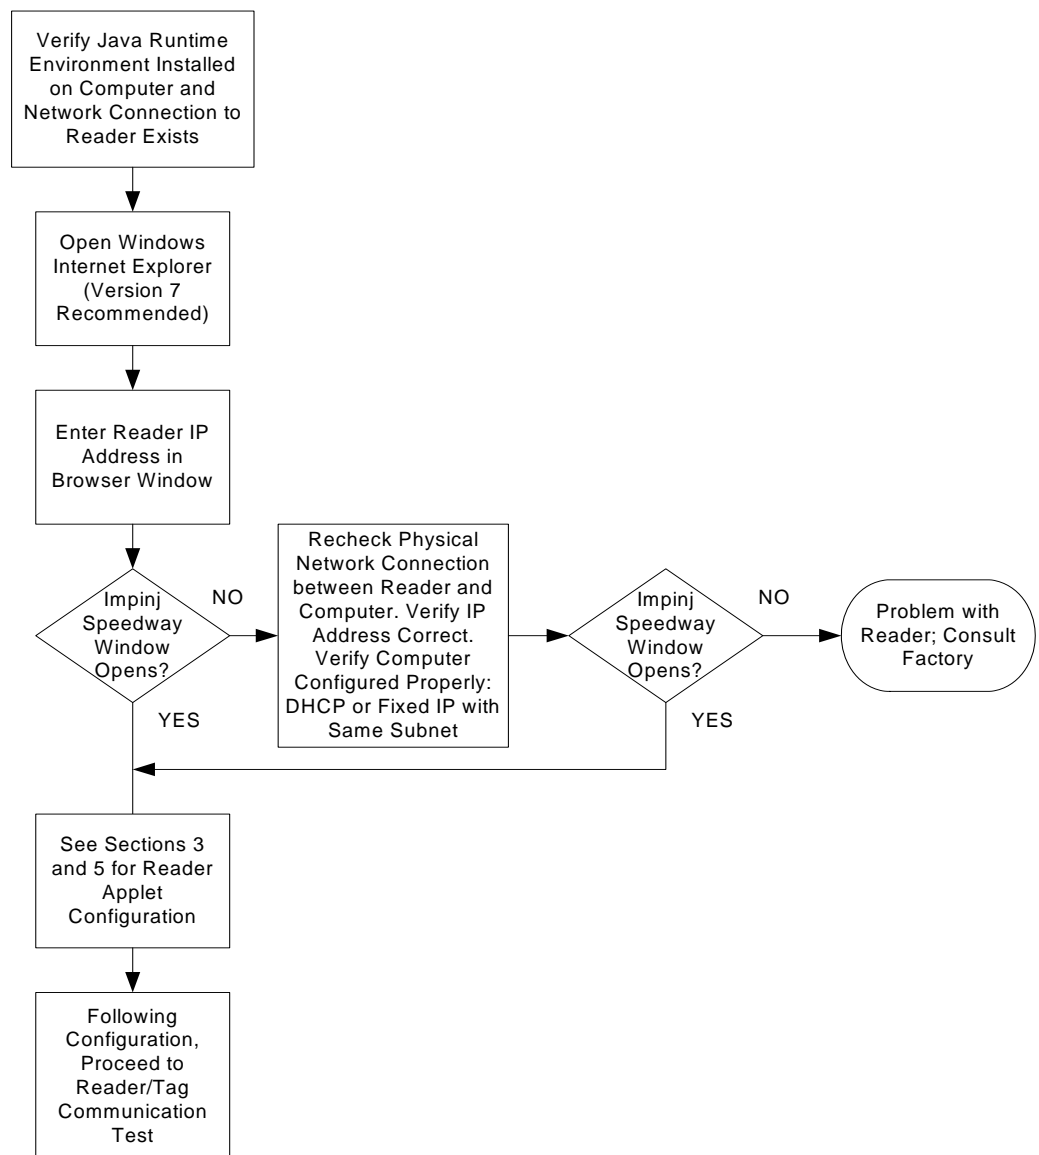 Verify Java Runtime
Environment Installed
on Computer and
Network Connection to
Reader Exists
Open Windows
Internet Explorer
(Version 7
Recommended)
Enter Reader IP
Address in
Browser Window
Impinj
Speedway
Window
Opens?
NO
YES
Recheck Physical
Network Connection
between Reader and
Computer. Verify IP
Address Correct.
Verify Computer
Configured Properly:
DHCP or Fixed IP with
Same Subnet
Impinj
Speedway
Window
Opens?
NO
YES
Problem with
Reader; Consult
Factory
See Sections 3
and 5 for Reader
Applet
Configuration
Following
Configuration,
Proceed to
Reader/Tag
Communication
Test